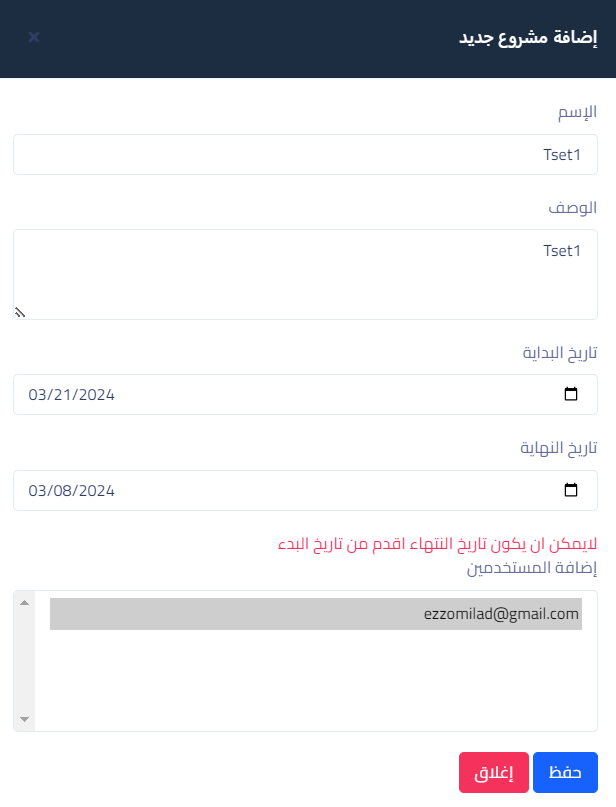 إضافة مشروع جديد
×
الإسم
Tset1
الوصف
Tset1
تاريخ البداية
03/21/2024
تاريخ النهاية
03/08/2024
لايمكن ان يكون تاريخ النتهاء اقدم من تاريخ البدء
إضافة المستخدمين
ezzomilad@gmail.com
حفظ إغلاق